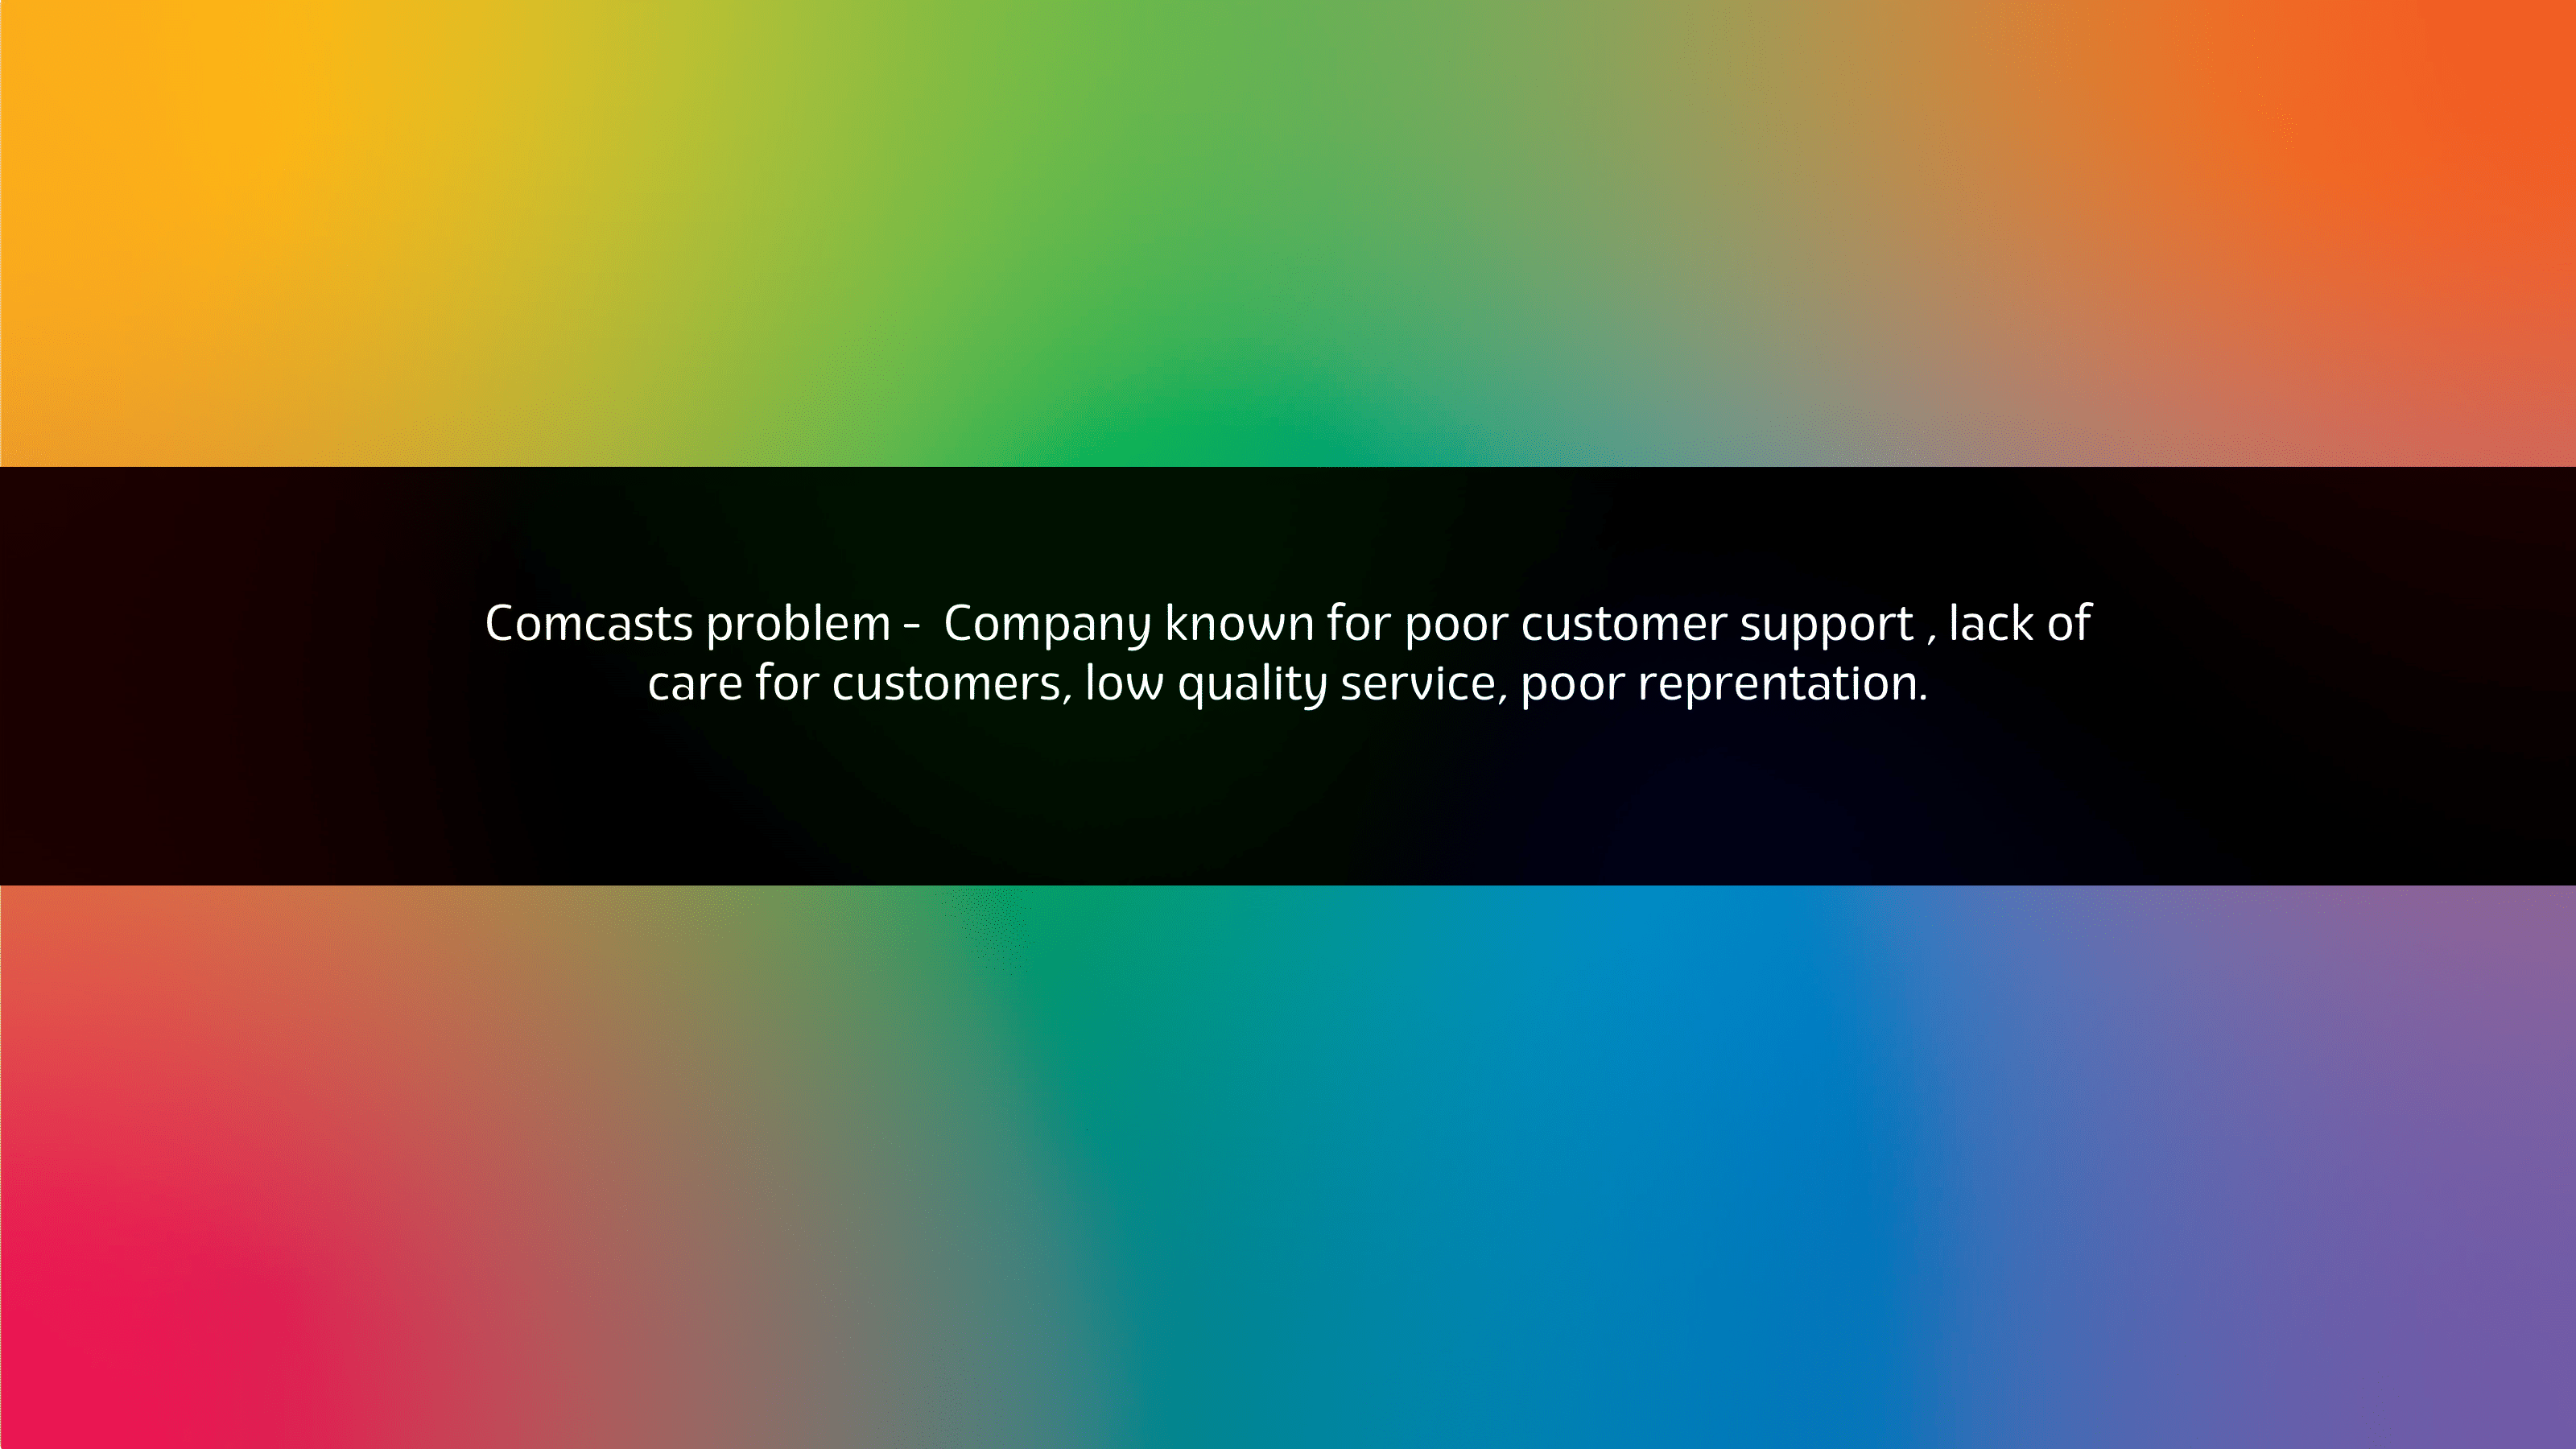 Comcasts problem -  Company known for poor customer support , lack of
care for customers, low quality service, poor reprentation.